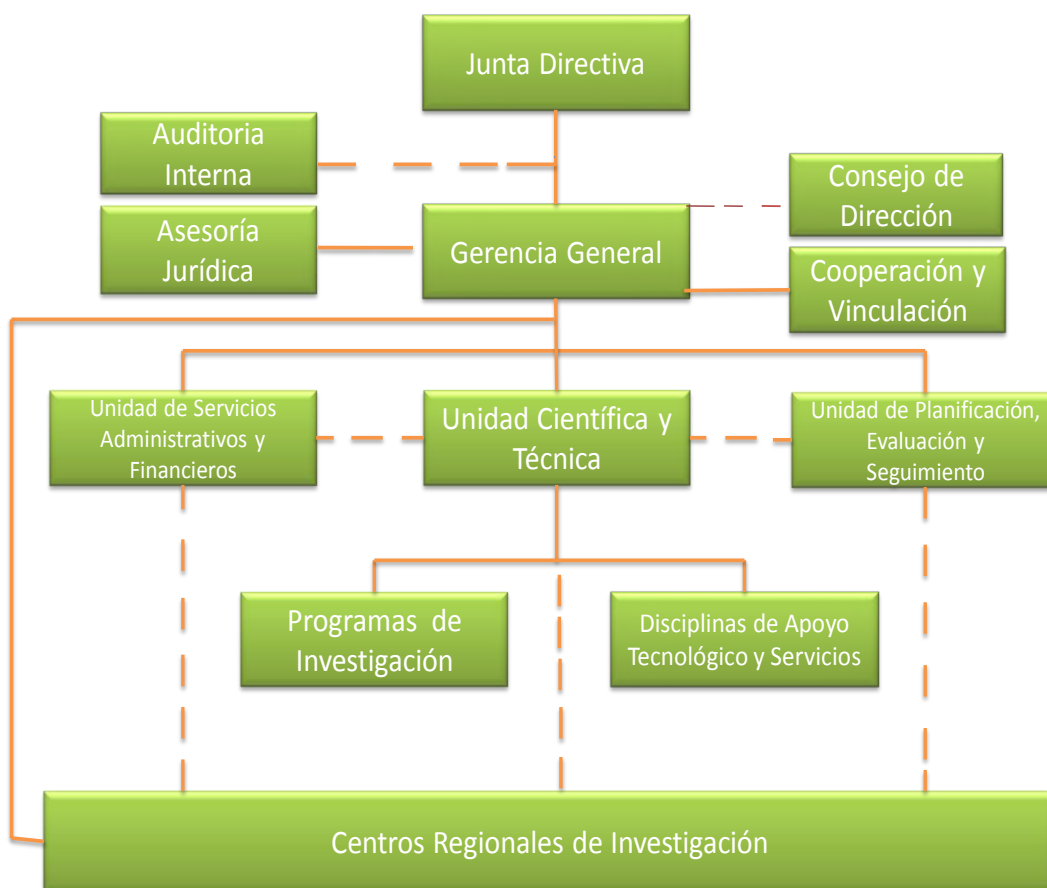 Junta Directiva
Auditoria
Interna
Consejo de
Dirección
Asesoría
Jurídica
Gerencia General
Cooperación y
Vinculación
Unidad de Servicios
Administrativos y
Financieros
Unidad Científica y
Técnica
Unidad de Planificación,
Evaluación y
Seguimiento
Programas de
Investigación
Disciplinas de Apoyo
Tecnológico y Servicios
Centros Regionales de Investigación